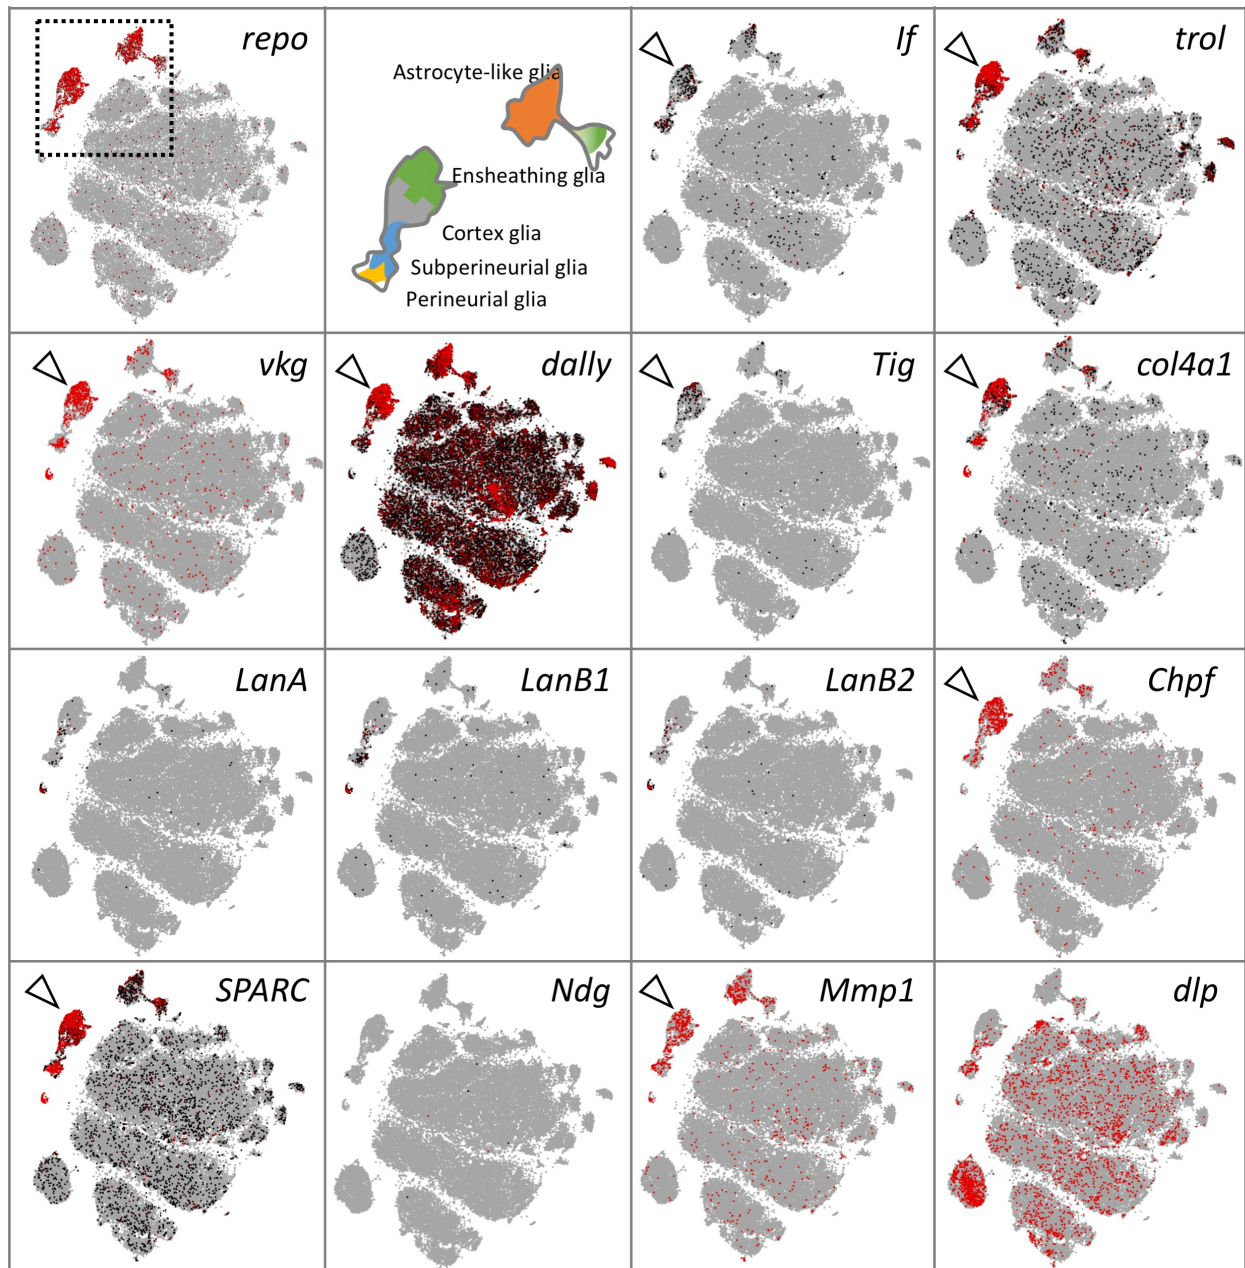 repo
Astrocyte-like glia
Ensheathing glia
Cortex glia
Subperineurial glia
Perineurial glia
If
trol
vkg
dally
Tig
col4a1
LanA
LanB1
LanB2
Chpf
SPARC
Ndg
Mmp1
dlp